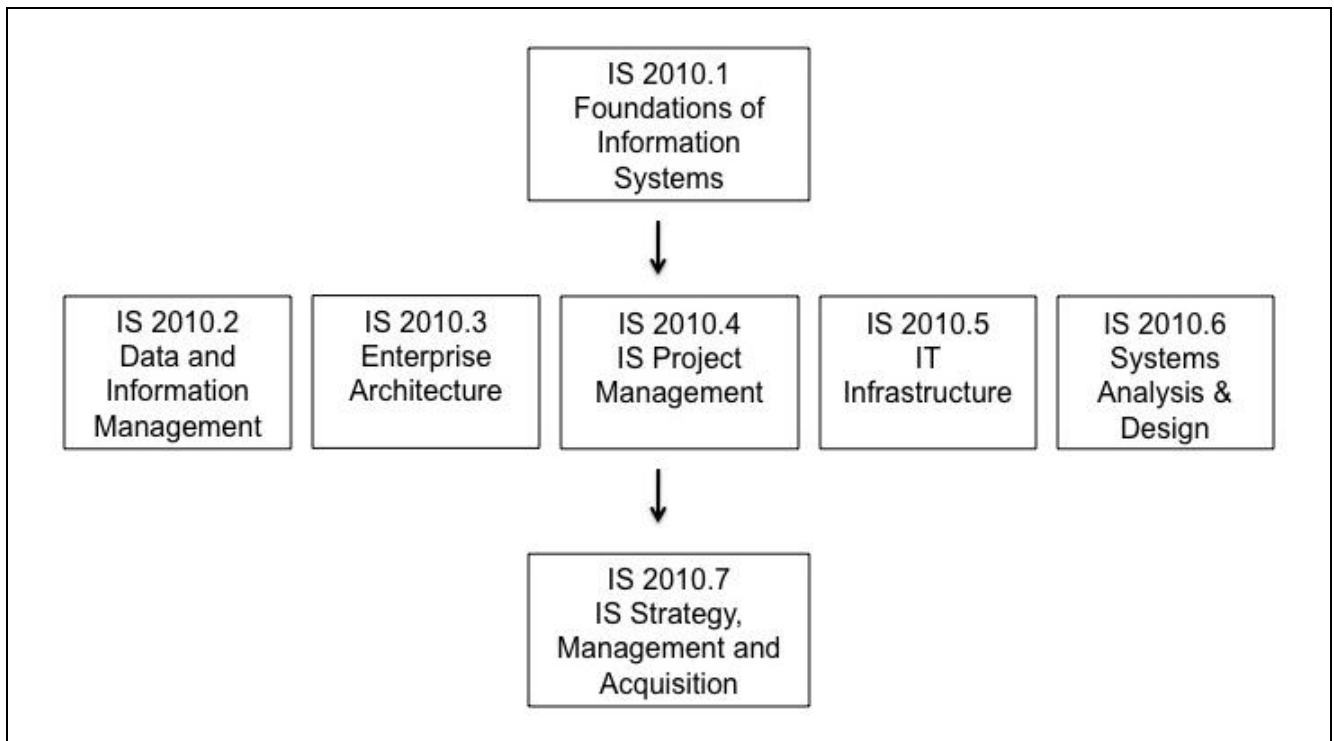 IS 2010.1
Foundations of
Information
Systems
IS 2010.2
Data and
Information
Management
IS 2010.3
Enterprise
Architecture
IS 2010.4
IS Project
Management
IS 2010.5
IT
Infrastructure
IS 2010.6
Systems
Analysis &
Design
IS 2010.7
IS Strategy,
Management and
Acquisition